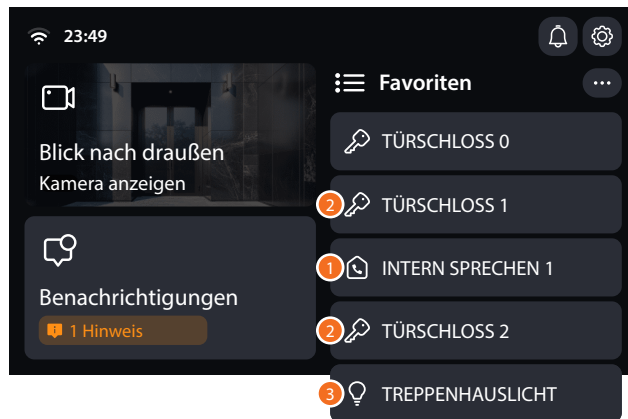 23:49
Blick nach draußen
Kamera anzeigen
Benachrichtigungen
1 Hinweis
Favoriten
TÜRSCHLOSS 0
2 TÜRSCHLOSS 1
1 INTERN SPRECHEN 1
2 TÜRSCHLOSS 2
3 TREPPENHAUSLICHT